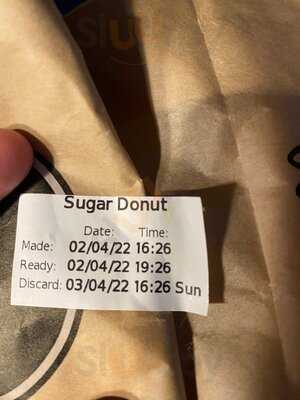 Sugar Donut
Date: Time:
Made: 02/04/22 16:26
Ready: 02/04/22 19:26
Discard: 03/04/22 16:26 Sun